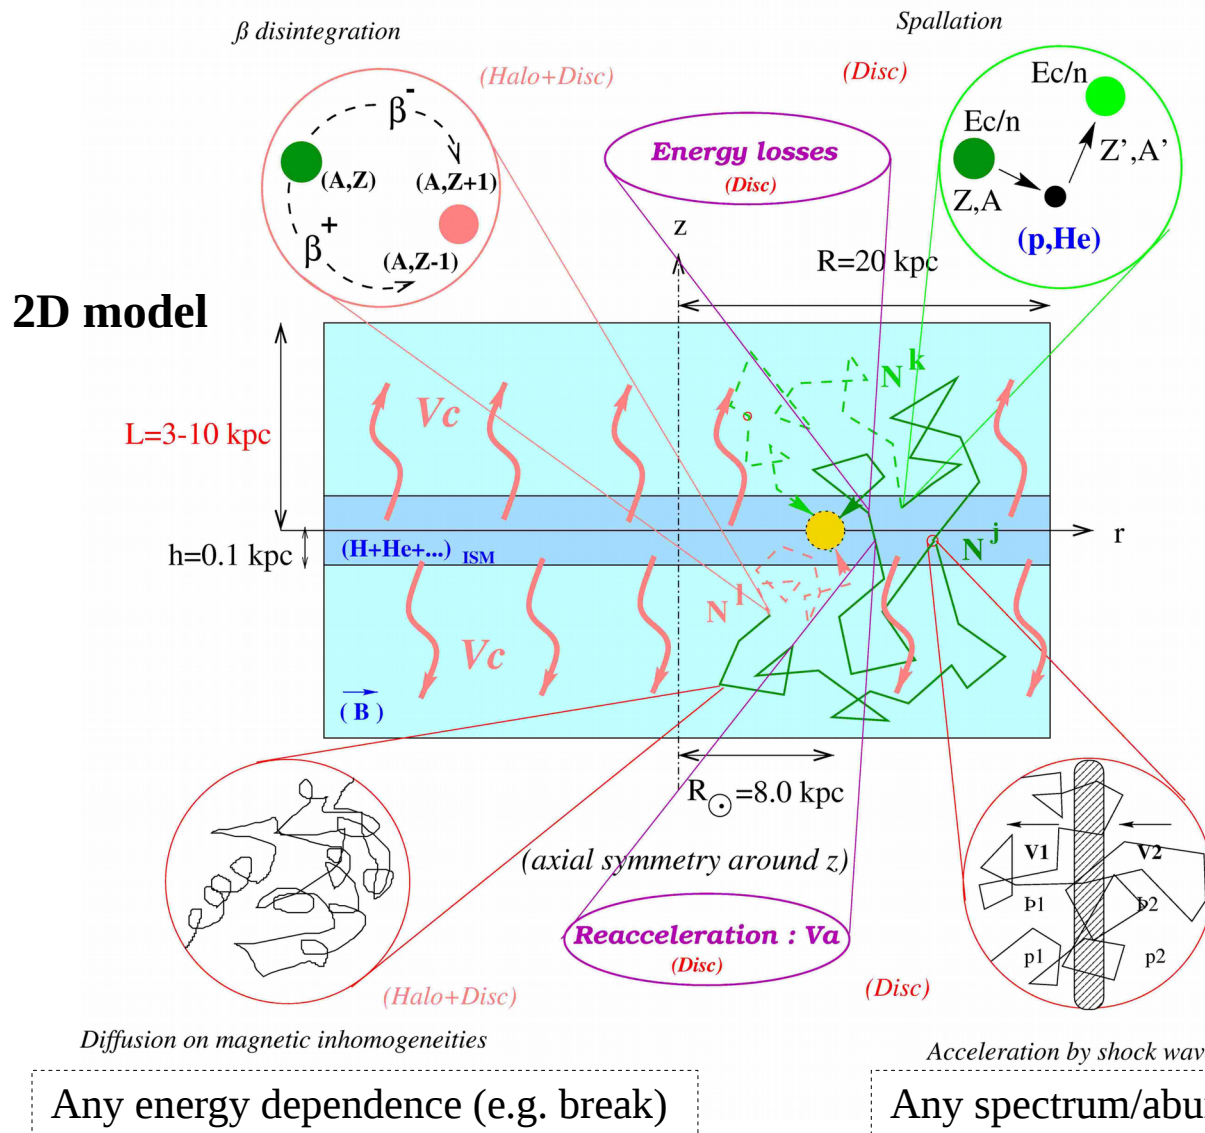 β disintegration
Spallation
(Halo+Disc)
(Disc)
Ec/n
β-
Ec/n
Energy losses
(Disc)
Z',A'
(A,Z)
(A,Z+1)
Z,A
β+
z
(p,He)
(A,Z-1)
R=20 kpc
2D model
N k
Vc
L=3-10 kpc
r
(H+He+...) ISM
h=0.1 kpc
N j
N l
Vc
( B )
R☉=8.0 kpc
V1
V2
(axial symmetry around z)
Þ1
Þ2
Reacceleration : Va
(Disc)
p1
p2
(Halo+Disc)
(Disc)
Diffusion on magnetic inhomogeneities
Acceleration by shock wav
Any energy dependence (e.g. break)
Any spectrum/abu